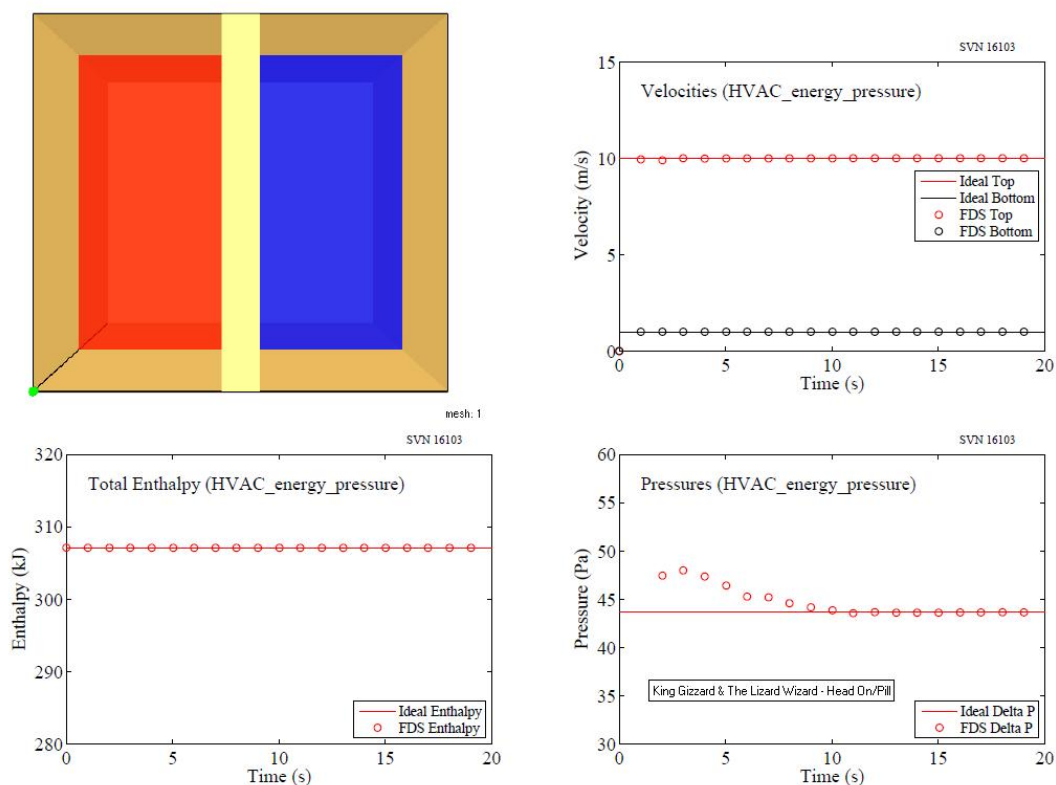 mesh: 1
SVN 16103
Velocities (HVAC_energy_pressure)
15
10
5
0
Velocity (m/s)
Ideal Top
Ideal Bottom
FDS Top
FDS Bottom
0 5 10 15 20
Time (s)
SVN 16103
Total Enthalpy (HVAC_energy_pressure)
320
310
300
290
280
Enthalpy (kJ)
Ideal Enthalpy
FDS Enthalpy
0 5 10 15 20
Time (s)
SVN 16103
Pressures (HVAC_energy_pressure)
60
55
50
45
40
35
30
Pressure (Pa)
King Gizzard & The Lizard Wizard - Head On/Pill
Ideal Delta P
FDS Delta P
0 5 10 15 20
Time (s)